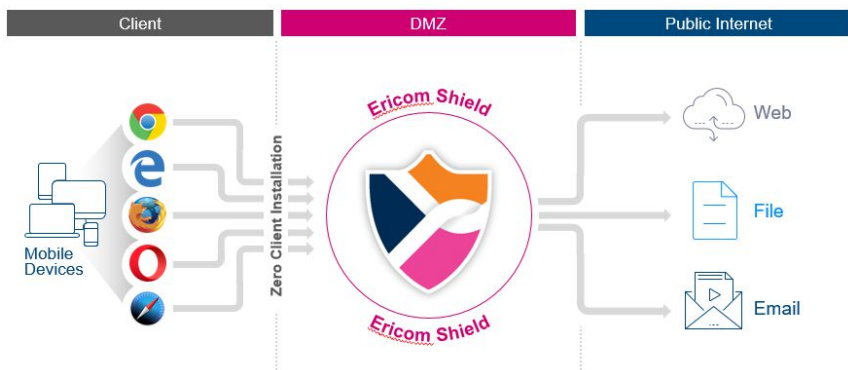 Client
DMZ
Public Internet
Ericom Shield
Zero Client Installation
Mobile
Devices
Web
File
Email
Ericom Shield